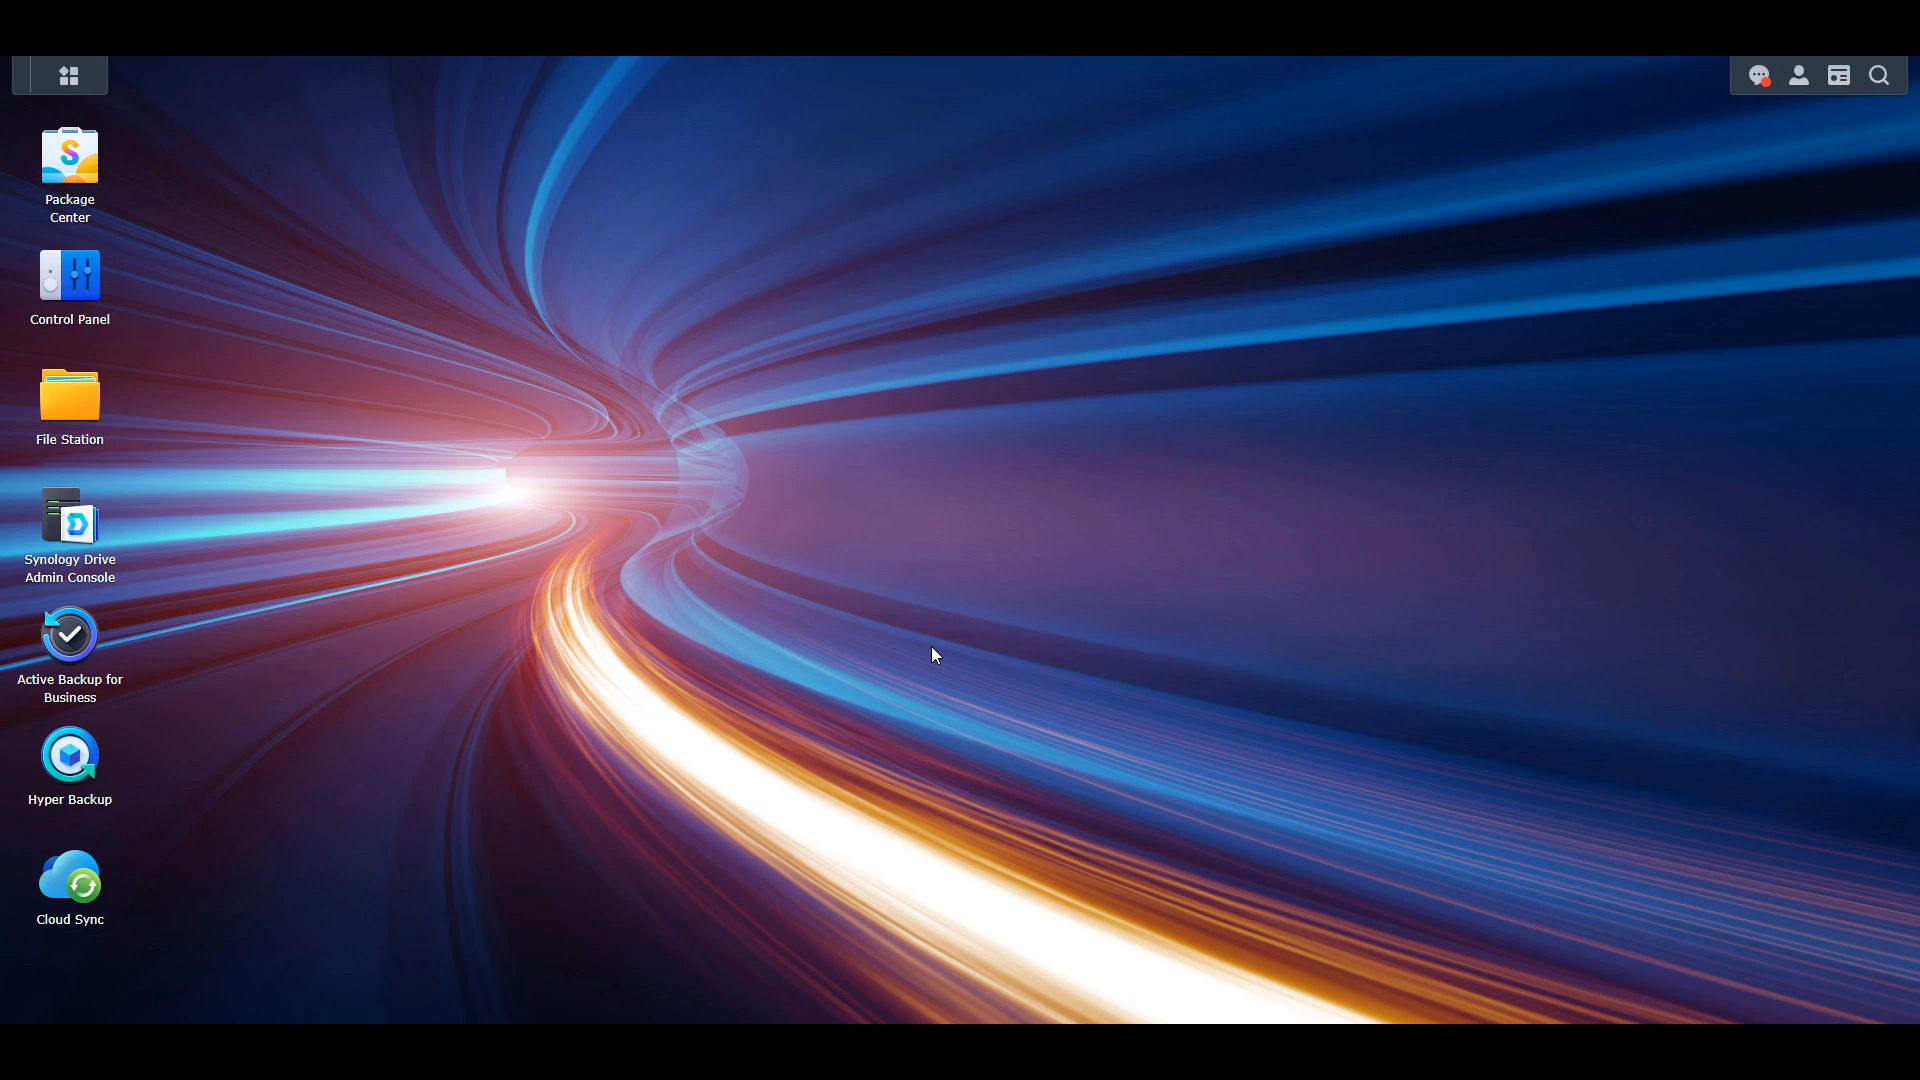 Package
Center
Control Panel
File Station
Synology Drive
Admin Console
Active Backup for
Business
Hyper Backup
Cloud Sync